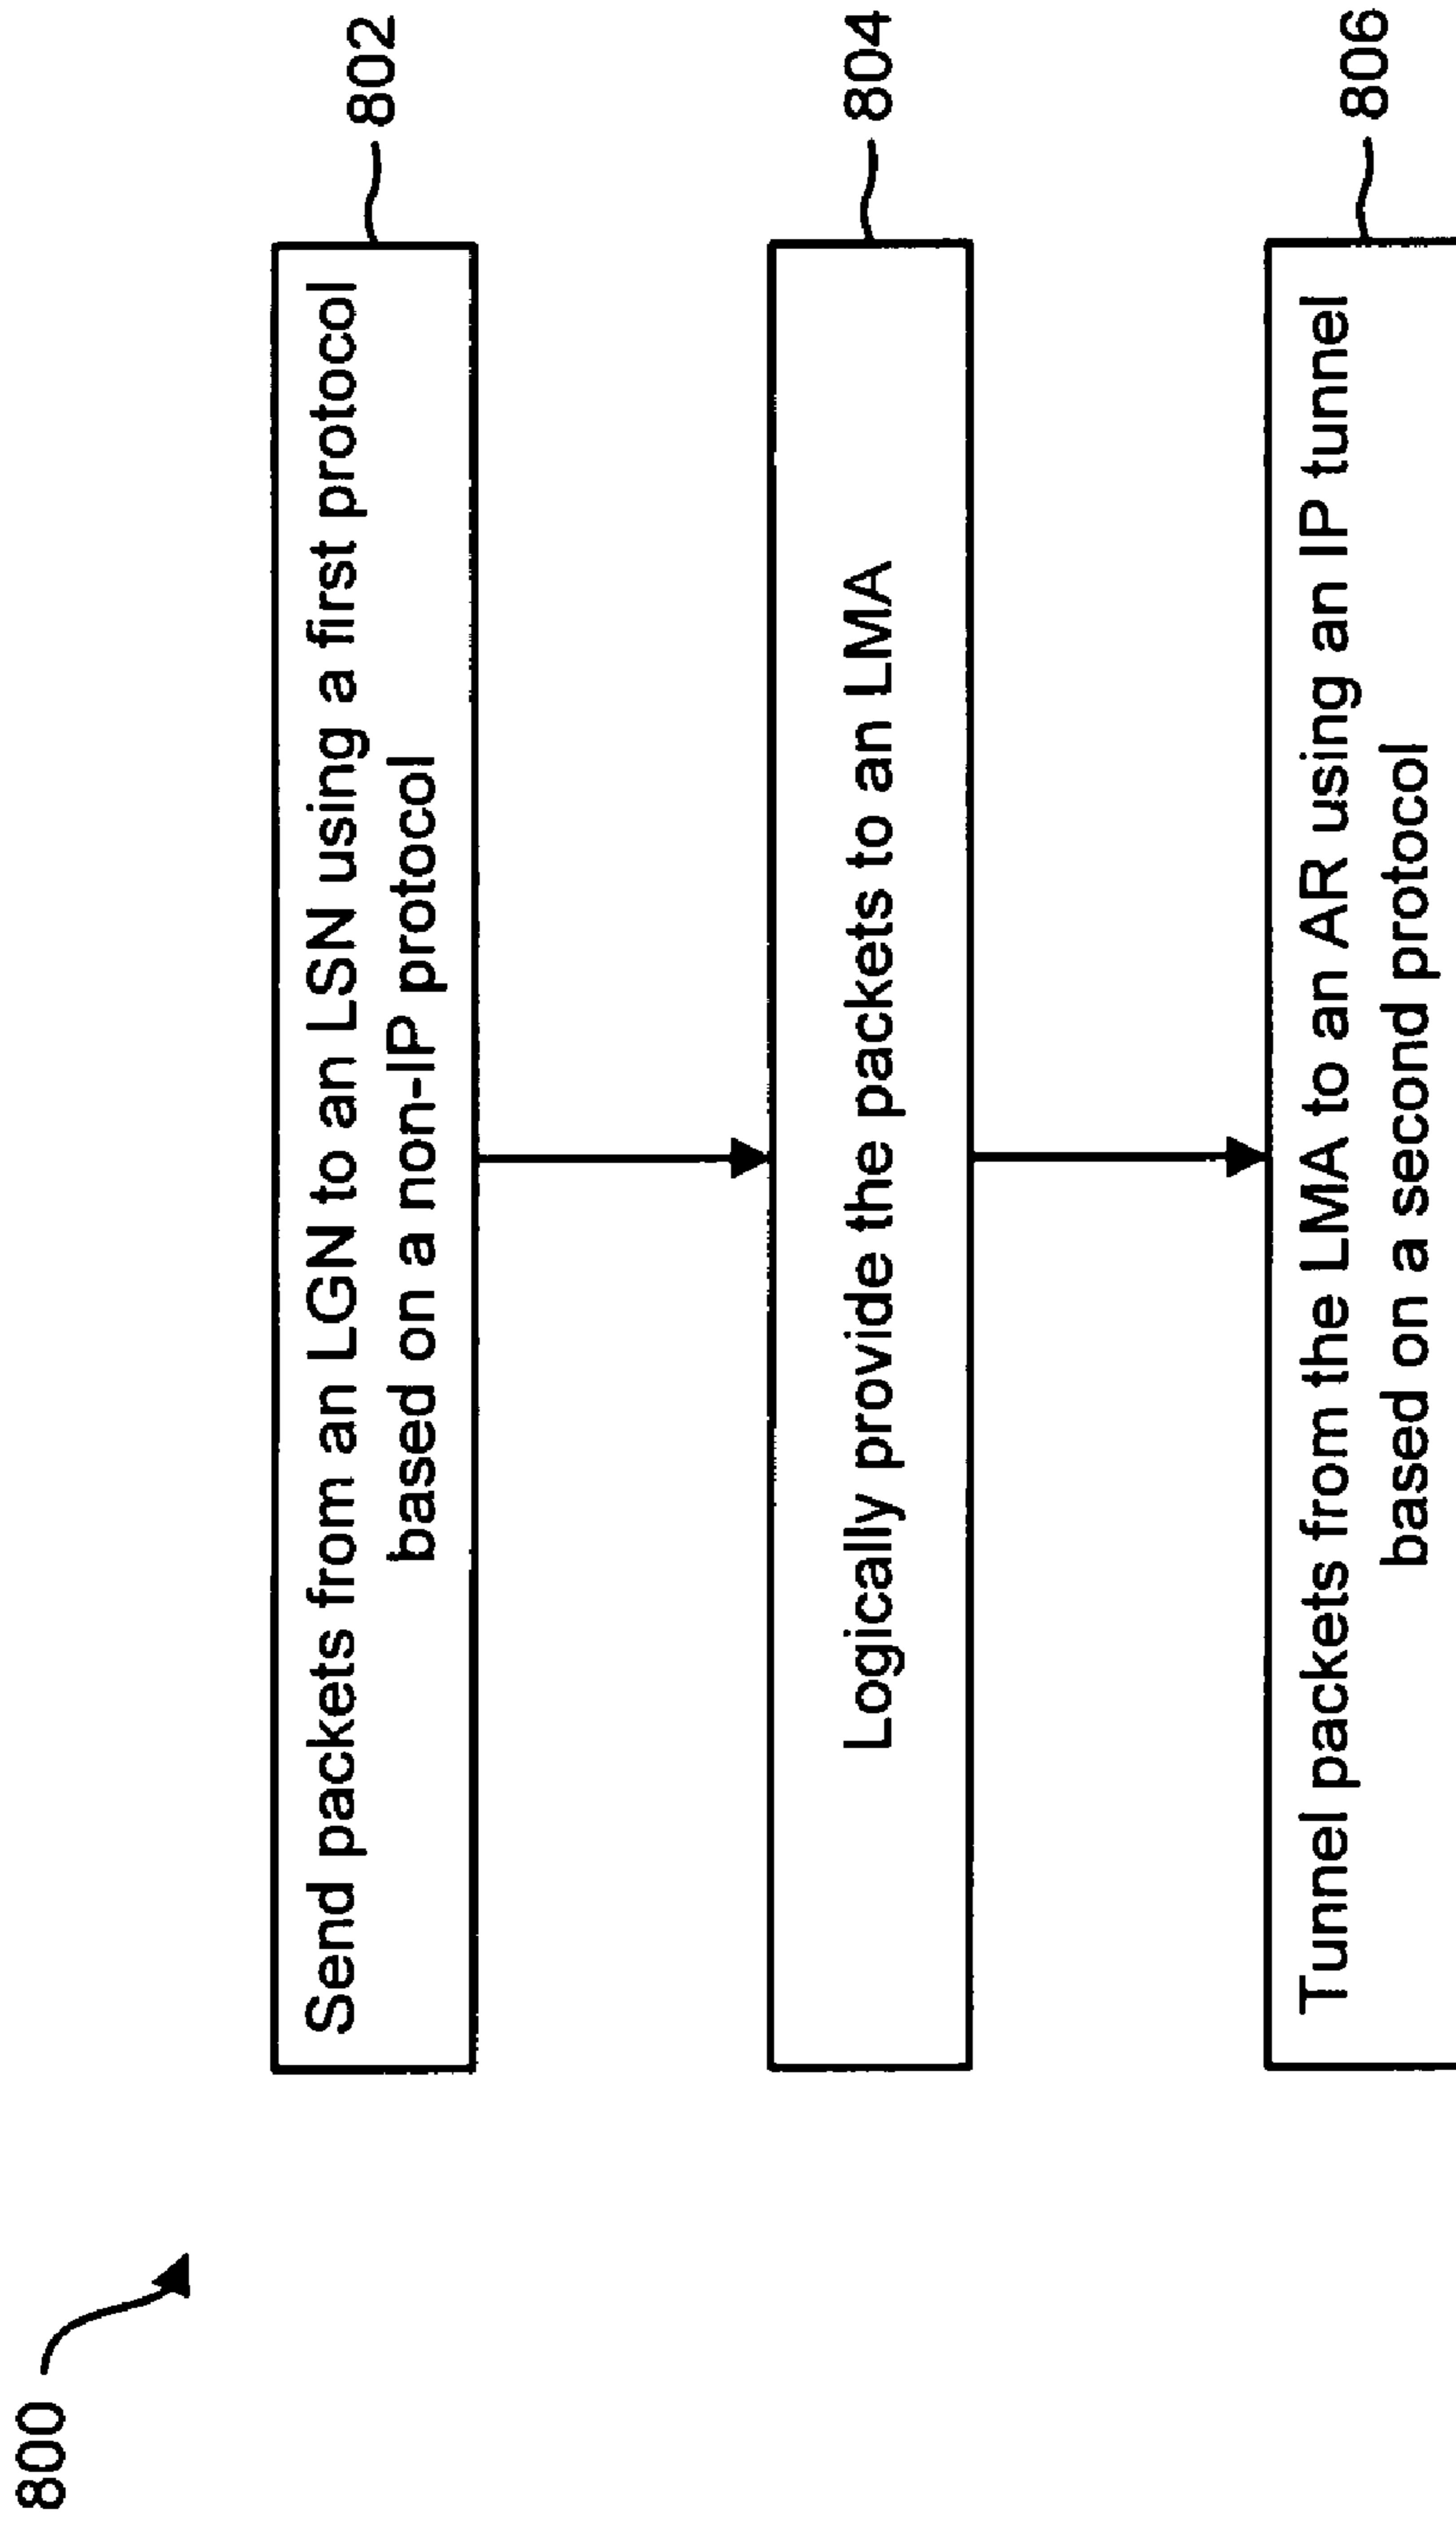 800
Send packets from an LGN to an LSN using a first protocol
based on a non-IP protocol
802
Logically provide the packets to an LMA
804
Tunnel packets from the LMA to an AR using an IP tunnel
based on a second protocol
806